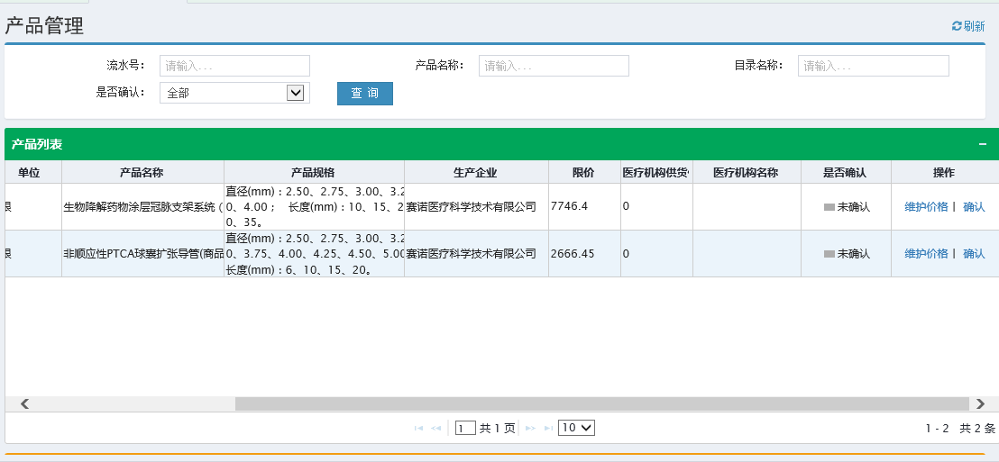 产品管理
刷新
流水号： 请输入... 产品名称： 请输入... 目录名称： 请输入...
是否确认： 全部 查 询
产品列表
单位 产品名称 产品规格 生产企业 限价 医疗机构供货 医疗机构名称 是否确认 操作
直径(mm)：2.50、2.75、3.00、3.2
生物降解药物涂层冠脉支架系统 ( 0、4.00； 长度(mm)：10、15、2 赛诺医疗科学技术有限公司 7746.4 0 未确认 维护价格 | 确认
0、35。
直径(mm)：2.50、2.75、3.00、3.2
非顺应性PTCA球囊扩张导管(商品 0、3.75、4.00、4.25、4.50、5.00 赛诺医疗科学技术有限公司 2666.45 0 未确认 维护价格 | 确认
长度(mm)：6、10、15、20。
1 共 1 页 10 1 - 2 共 2 条